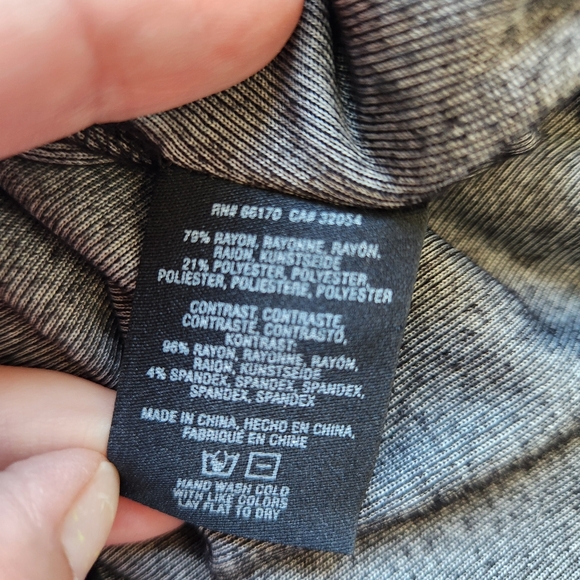 RN# 66170 CA# 32054
79% RAYON, RAYONNE, RAYÓN,
RAION, KUNSTSEIDE
21% POLYESTER, POLYESTER,
POLIESTER, POLIESTERE, POLYESTER
CONTRAST, CONTRASTE,
CONTRASTE, CONTRASTO,
KONTRAST
96% RAYON, RAYONNE, RAYÓN,
RAION, KUNSTSEIDE
4% SPANDEX, SPANDEX, SPANDEX,
SPANDEX, SPANDEX
MADE IN CHINA, HECHO EN CHINA,
FABRIQUE EN CHINE
HAND WASH COLD
WITH LIKE COLORS
LAY FLAT TO DRY